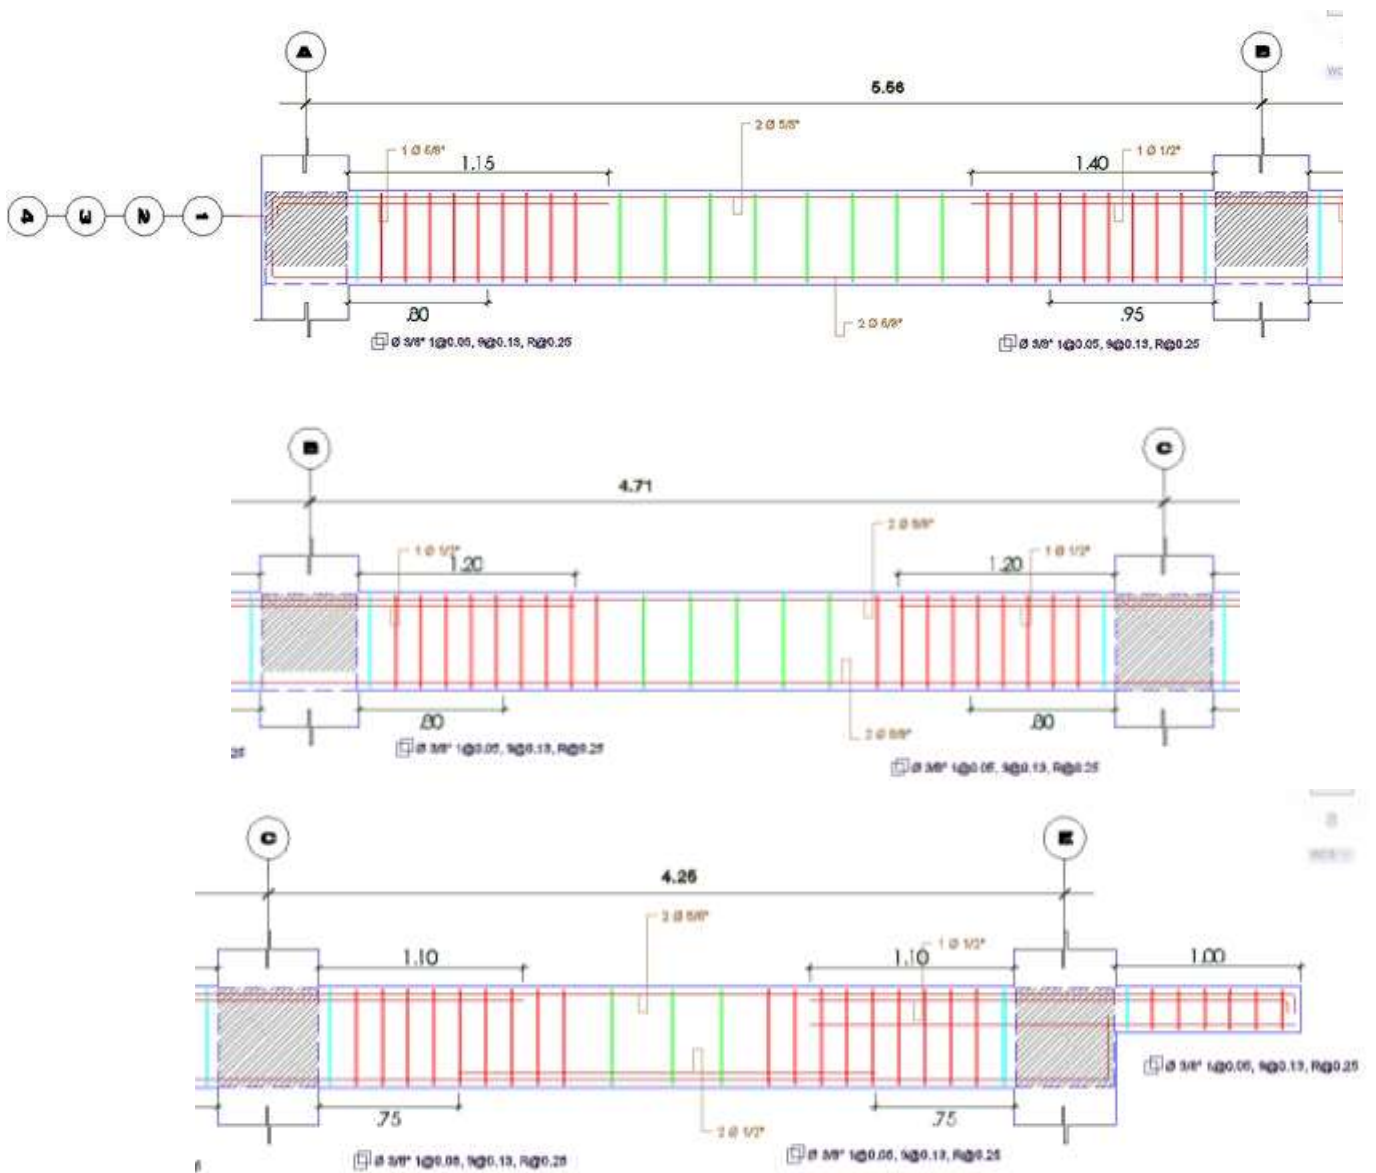 A
B
5.56
2 Ø 5/8"
1 Ø 5/8"
1.15
1.40
1 Ø 1/2"
4
3
2
1
.80
2 Ø 5/8"
.95
Ø 3/8" 1@0.05, 9@0.13, R@0.25
Ø 3/8" 1@0.05, 9@0.13, R@0.25
B
C
4.71
2 Ø 5/8"
1 Ø 1/2"
1.20
1.20
1 Ø 1/2"
.80
2 Ø 5/8"
.80
Ø 3/8" 1@0.05, 9@0.13, R@0.25
Ø 3/8" 1@0.05, 9@0.13, R@0.25
C
E
4.25
2 Ø 5/8"
1.10
1.10
1 Ø 1/2"
1.00
Ø 3/8" 1@0.05, 9@0.13, R@0.25
.75
2 Ø 1/2"
.75
Ø 3/8" 1@0.05, 9@0.13, R@0.25
Ø 3/8" 1@0.05, 9@0.13, R@0.25